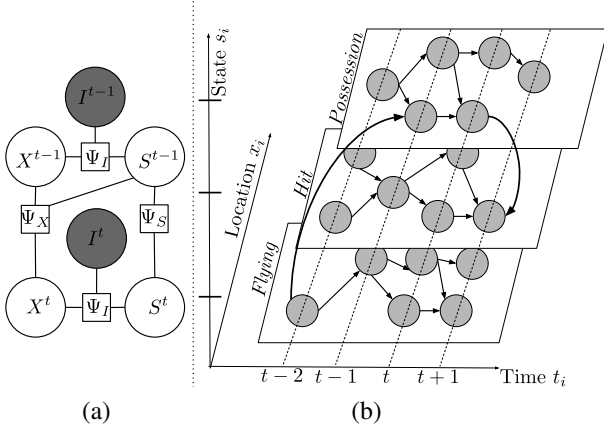 I^{t-1}
X^{t-1}
Ψ_I
S^{t-1}
Ψ_X
I^t
Ψ_S
X^t
Ψ_I
S^t
(a)
State s_i
Location x_i
Possession
Hit
Flying
t − 2
t − 1
t
t + 1
Time t_i
(b)